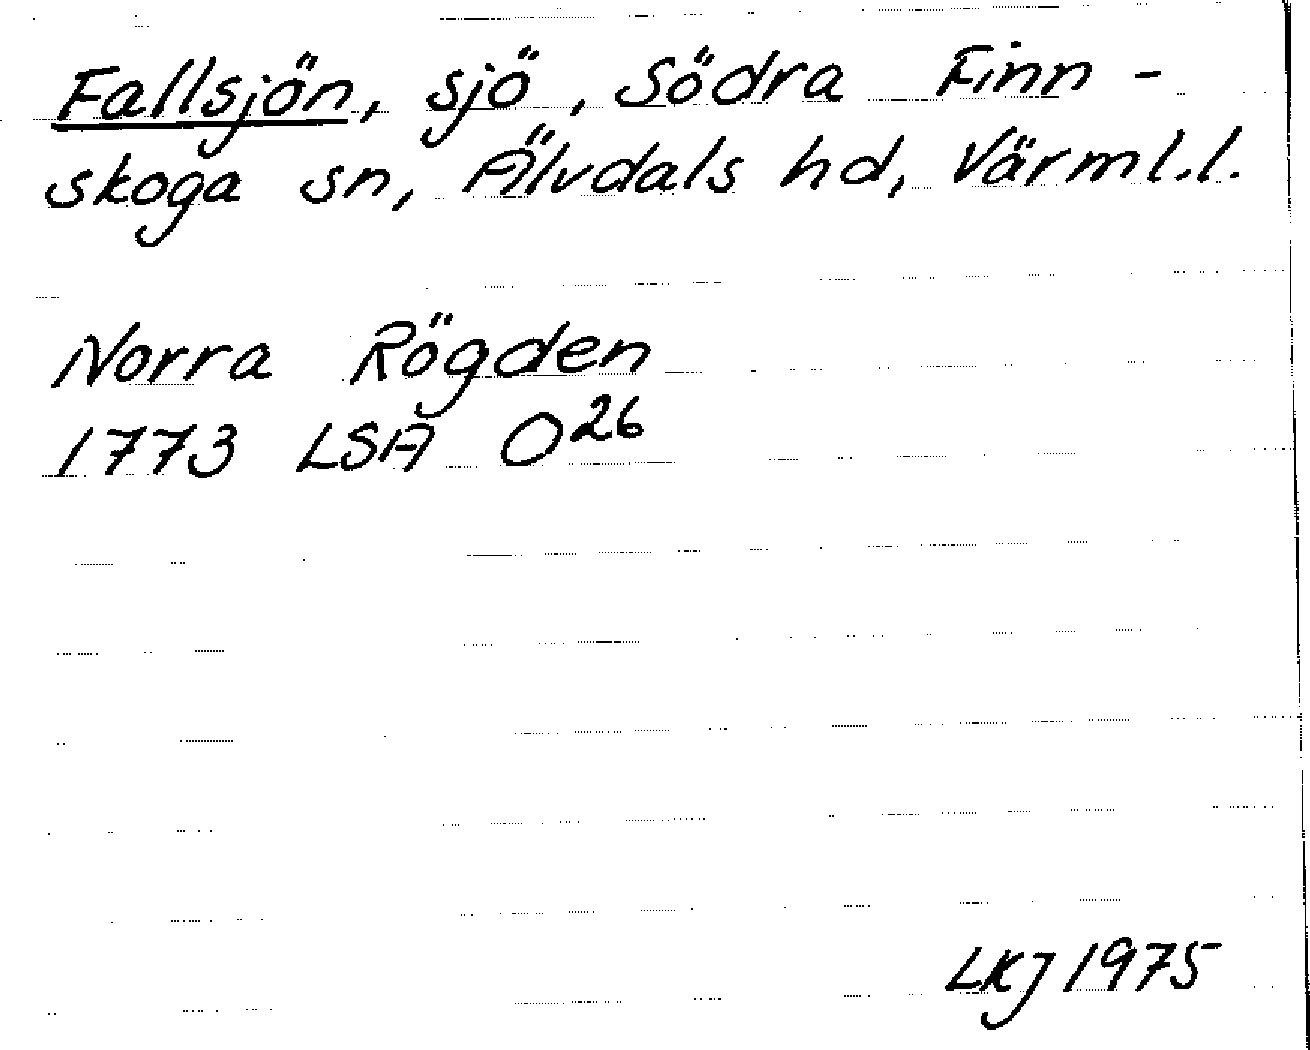 Fallsjön, sjö, Södra Finn-
skoga sn, Älvdals hd, Värml.l.
Norra Rögden
1773 LSA O26
LKJ 1975